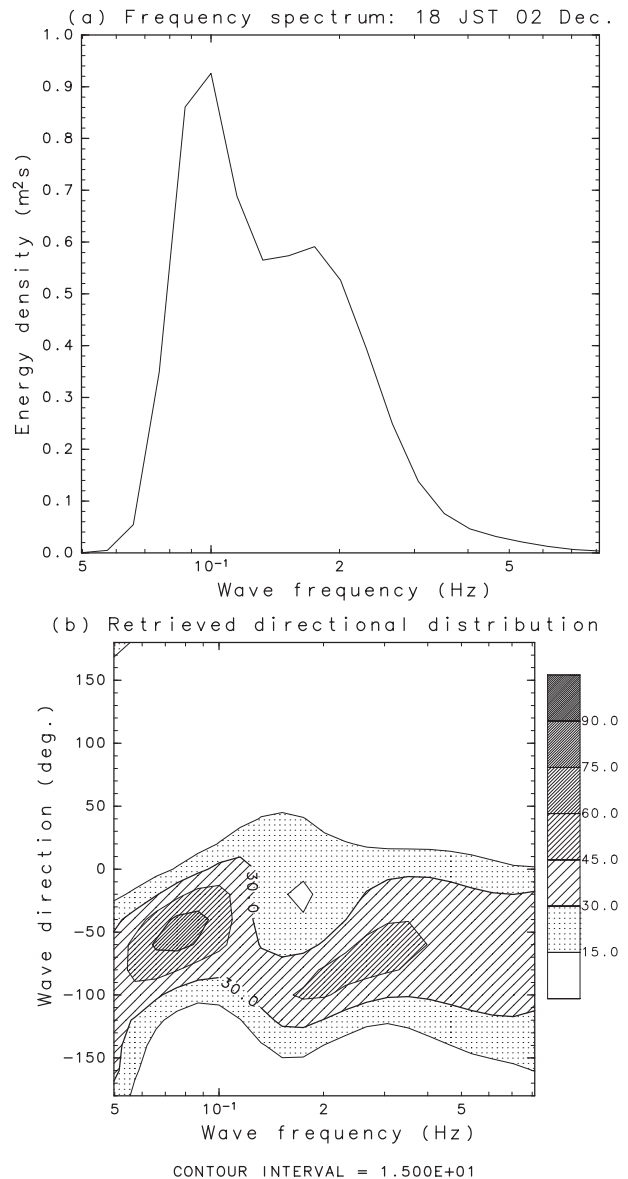 (a) Frequency spectrum: 18 JST 02 Dec.
1.0
0.9
0.8
0.7
0.6
0.5
0.4
0.3
0.2
0.1
0.0
Energy density (m²s)
5 10⁻¹ 2 5
Wave frequency (Hz)
(b) Retrieved directional distribution
150
100
50
0
−50
−100
−150
Wave direction (deg.)
30.0
30.0
90.0
75.0
60.0
45.0
30.0
15.0
5 10⁻¹ 2 5
Wave frequency (Hz)
CONTOUR INTERVAL = 1.500E+01